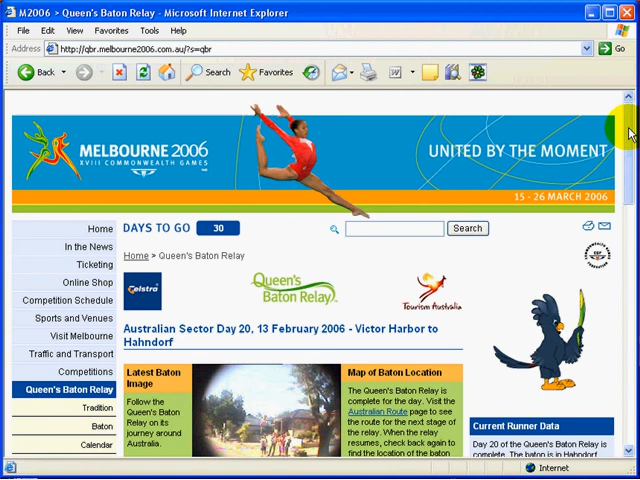 M2006 > Queen's Baton Relay - Microsoft Internet Explorer
File Edit View Favorites Tools Help
Address http://qbr.melbourne2006.com.au/?s=qbr Go
Back Search Favorites
MELBOURNE 2006
XVIII COMMONWEALTH GAMES
UNITED BY THE MOMENT
15 - 26 MARCH 2006
Home
In the News
Ticketing
Online Shop
Competition Schedule
Sports and Venues
Visit Melbourne
Traffic and Transport
Competitions
Queen's Baton Relay
Tradition
Baton
Calendar
DAYS TO GO 30
Search
Home > Queen's Baton Relay
Telstra
Queen's
Baton Relay
Tourism Australia
Australian Sector Day 20, 13 February 2006 - Victor Harbor to
Hahndorf
Latest Baton
Image
Follow the
Queen's Baton
Relay on its
journey around
Australia.
Map of Baton Location
The Queen's Baton Relay is
complete for the day. Visit the
Australian Route page to see
the route for the next stage of
the relay. When the relay
resumes, check back again to
find the location of the baton
Current Runner Data
Day 20 of the Queen's Baton Relay is
complete. The baton is in Hahndorf
Internet